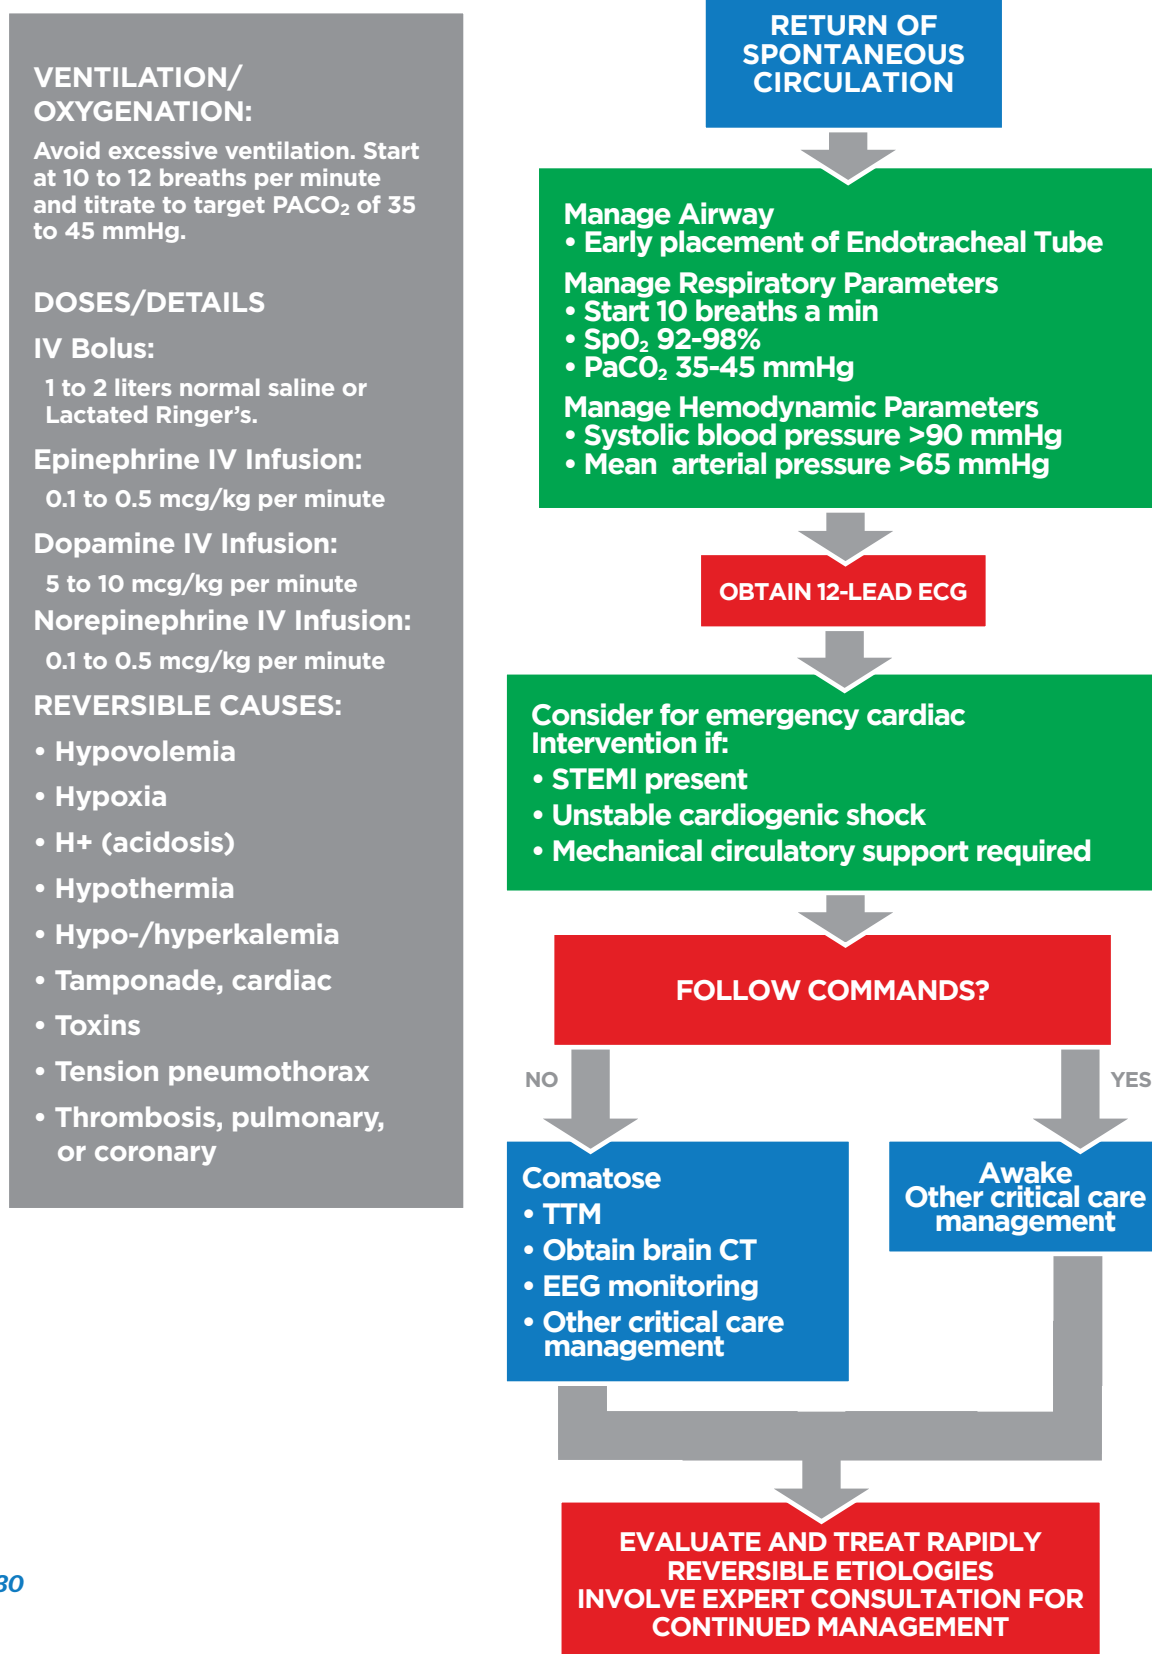 VENTILATION/
OXYGENATION:
Avoid excessive ventilation. Start
at 10 to 12 breaths per minute
and titrate to target PACO₂ of 35
to 45 mmHg.
DOSES/DETAILS
IV Bolus:
1 to 2 liters normal saline or
Lactated Ringer's.
Epinephrine IV Infusion:
0.1 to 0.5 mcg/kg per minute
Dopamine IV Infusion:
5 to 10 mcg/kg per minute
Norepinephrine IV Infusion:
0.1 to 0.5 mcg/kg per minute
REVERSIBLE CAUSES:
• Hypovolemia
• Hypoxia
• H+ (acidosis)
• Hypothermia
• Hypo-/hyperkalemia
• Tamponade, cardiac
• Toxins
• Tension pneumothorax
• Thrombosis, pulmonary,
or coronary
RETURN OF
SPONTANEOUS
CIRCULATION
Manage Airway
• Early placement of Endotracheal Tube
Manage Respiratory Parameters
• Start 10 breaths a min
• Sp0₂ 92-98%
• PaC0₂ 35-45 mmHg
Manage Hemodynamic Parameters
• Systolic blood pressure >90 mmHg
• Mean arterial pressure >65 mmHg
OBTAIN 12-LEAD ECG
Consider for emergency cardiac
Intervention if:
• STEMI present
• Unstable cardiogenic shock
• Mechanical circulatory support required
FOLLOW COMMANDS?
NO
YES
Comatose
• TTM
• Obtain brain CT
• EEG monitoring
• Other critical care
management
Awake
Other critical care
management
EVALUATE AND TREAT RAPIDLY
REVERSIBLE ETIOLOGIES
INVOLVE EXPERT CONSULTATION FOR
CONTINUED MANAGEMENT
30